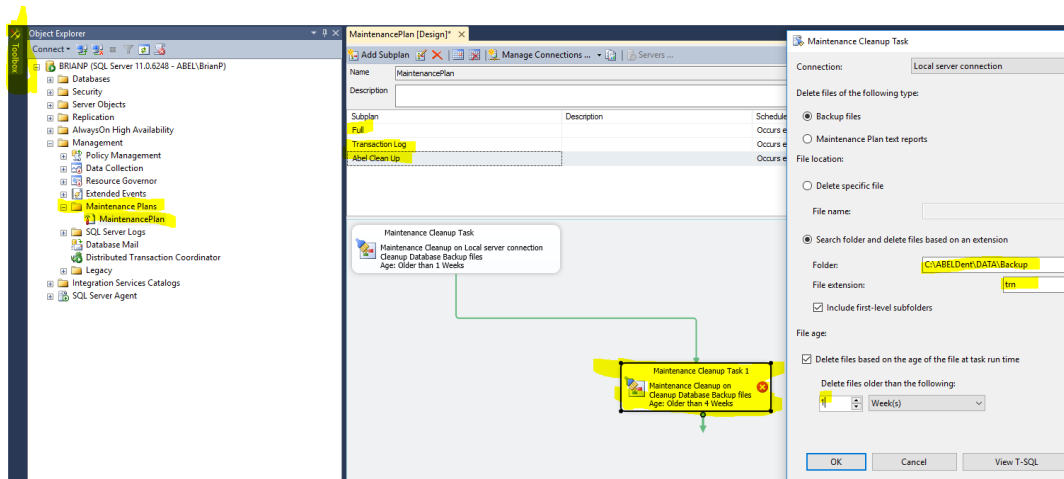 Toolbox
Object Explorer
Connect
BRIANP (SQL Server 11.0.6248 - ABEL\BrianP)
Databases
Security
Server Objects
Replication
AlwaysOn High Availability
Management
Policy Management
Data Collection
Resource Governor
Extended Events
Maintenance Plans
MaintenancePlan
SQL Server Logs
Database Mail
Distributed Transaction Coordinator
Legacy
Integration Services Catalogs
SQL Server Agent
MaintenancePlan [Design]*
Add Subplan
Manage Connections ...
Servers ...
Name
MaintenancePlan
Description
Subplan
Description
Schedule
Full
Occurs e
Transaction Log
Occurs e
Abel Clean Up
Occurs e
Maintenance Cleanup Task
Maintenance Cleanup on Local server connection
Cleanup Database Backup files
Age: Older than 1 Weeks
Maintenance Cleanup Task 1
Maintenance Cleanup on
Cleanup Database Backup files
Age: Older than 4 Weeks
Maintenance Cleanup Task
Connection:
Local server connection
Delete files of the following type:
Backup files
Maintenance Plan text reports
File location:
Delete specific file
File name:
Search folder and delete files based on an extension
Folder:
C:\ABELDent\DATA\Backup
File extension:
trn
Include first-level subfolders
File age:
Delete files based on the age of the file at task run time
Delete files older than the following:
1
Week(s)
OK
Cancel
View T-SQL